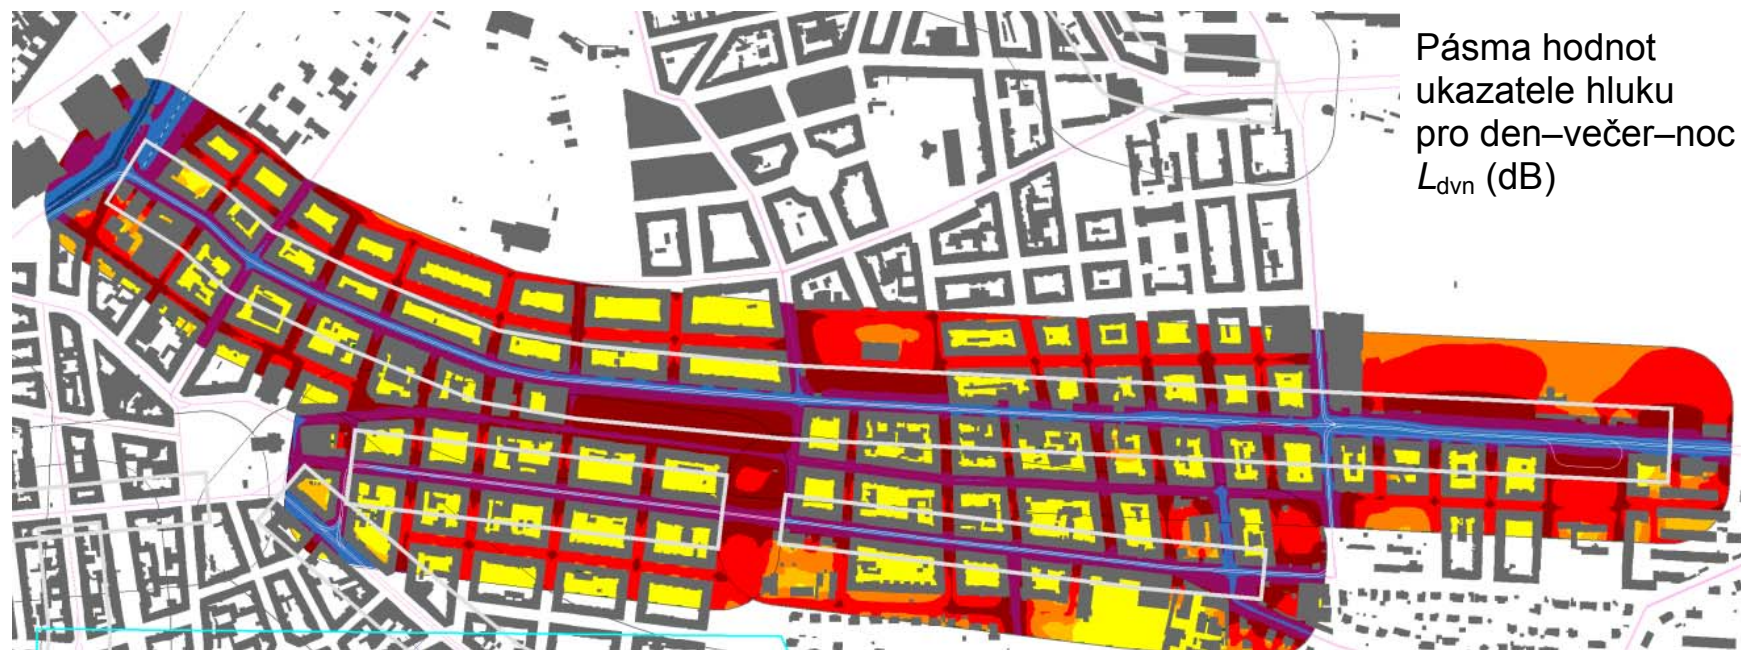 Pásma hodnot
ukazatele hluku
pro den–večer–noc
Ldvn (dB)